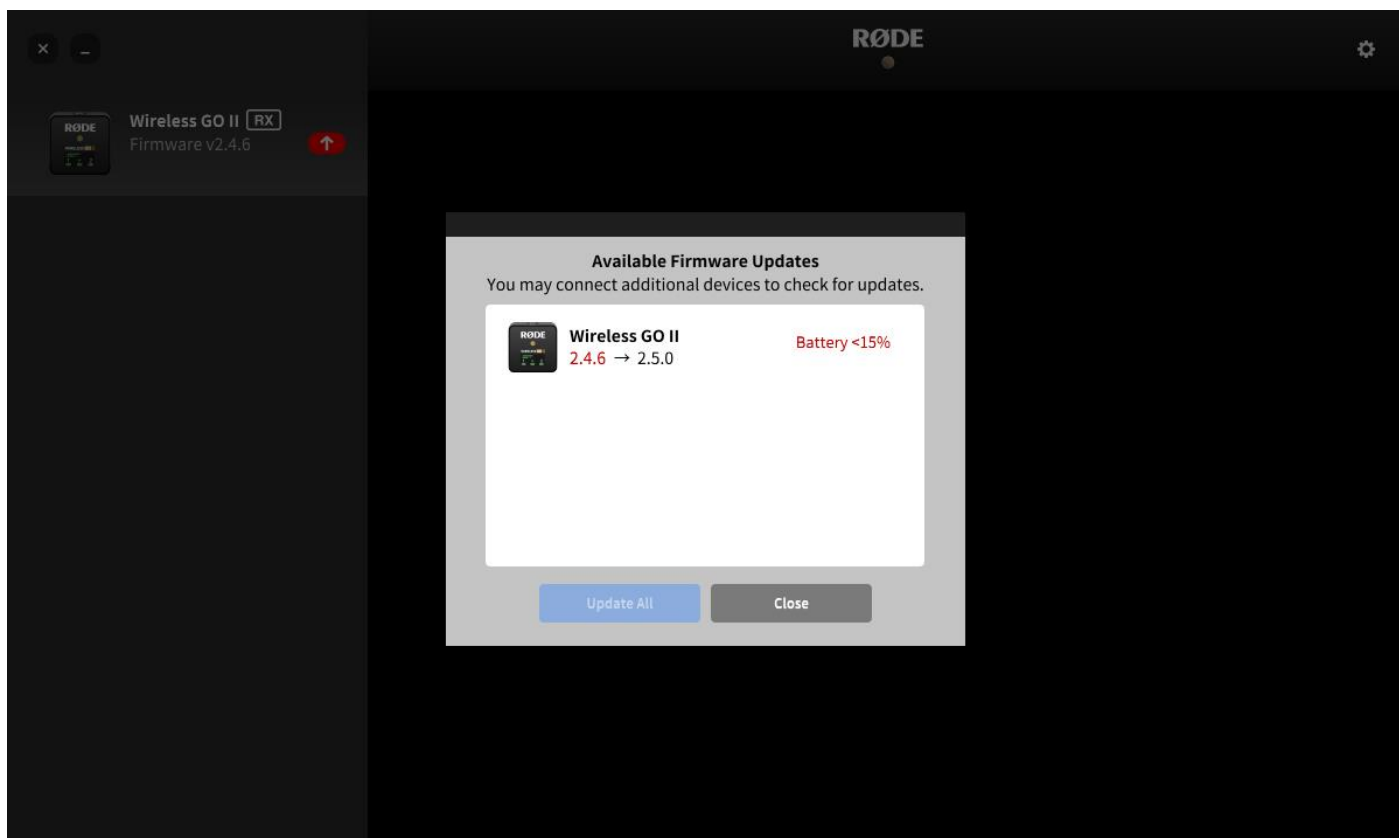 RØDE
RØDE
Wireless GO II RX
Firmware v2.4.6
Available Firmware Updates
You may connect additional devices to check for updates.
RØDE
Wireless GO II
2.4.6 → 2.5.0
Battery <15%
Update All
Close